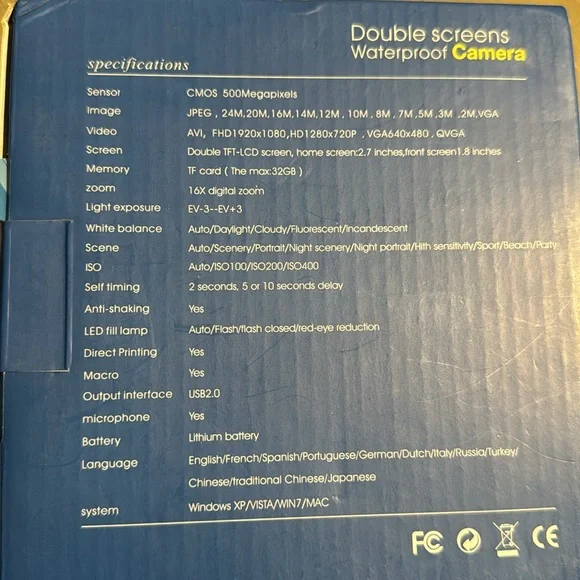 Double screens
Waterproof Camera
specifications
Sensor CMOS 500Megapixels
Image JPEG , 24M,20M,16M,14M,12M , 10M , 8M , 7M ,5M ,3M ,2M,VGA
Video AVI, FHD1920x1080,HD1280x720P , VGA640x480 , QVGA
Screen Double TFT-LCD screen, home screen:2.7 inches,front screen1.8 inches
Memory TF card ( The max:32GB )
zoom 16X digital zoom
Light exposure EV-3--EV+3
White balance Auto/Daylight/Cloudy/Fluorescent/Incandescent
Scene Auto/Scenery/Portrait/Night scenery/Night portrait/Hith sensitivity/Sport/Beach/Party
ISO Auto/ISO100/ISO200/ISO400
Self timing 2 seconds, 5 or 10 seconds delay
Anti-shaking Yes
LED fill lamp Auto/Flash/flash closed/red-eye reduction
Direct Printing Yes
Macro Yes
Output interface USB2.0
microphone Yes
Battery Lithium battery
Language English/French/Spanish/Portuguese/German/Dutch/Italy/Russia/Turkey/
Chinese/traditional Chinese/Japanese
system Windows XP/VISTA/WIN7/MAC
FC CE